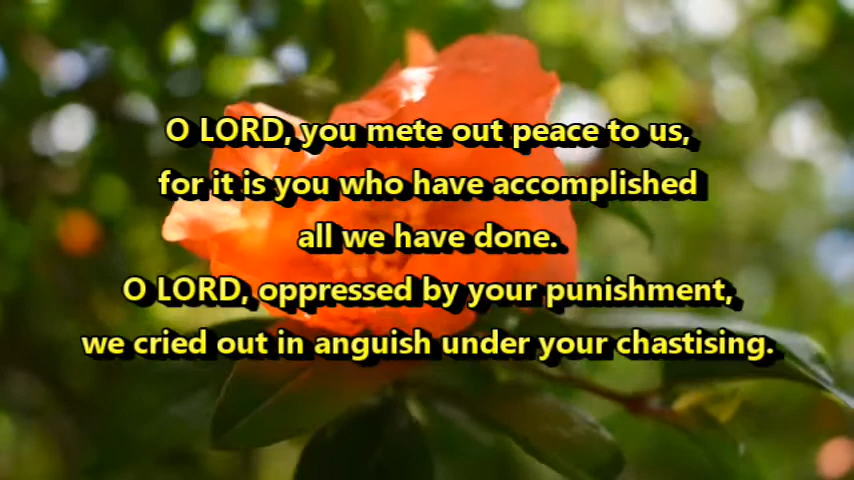 O LORD, you mete out peace to us,
for it is you who have accomplished
all we have done.
O LORD, oppressed by your punishment,
we cried out in anguish under your chastising.